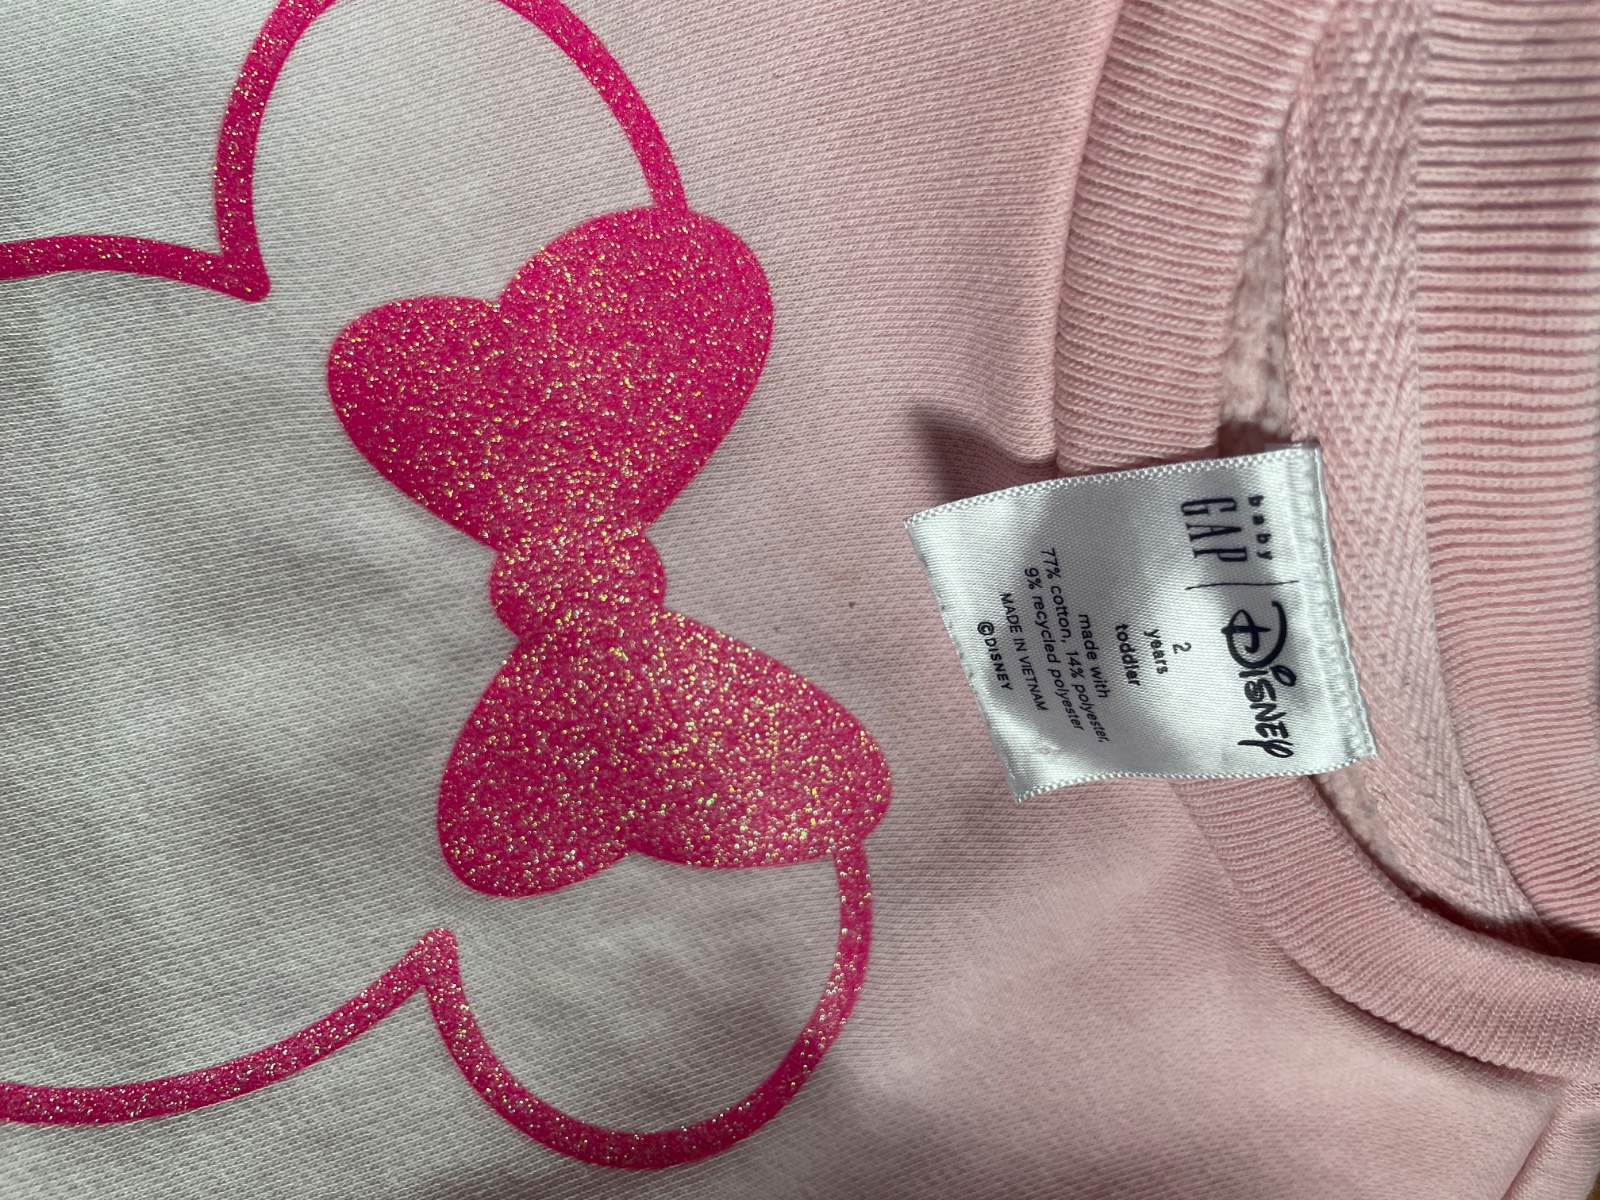 baby
GAP | Disney
2
years
toddler
made with
77% cotton, 14% polyester,
9% recycled polyester
MADE IN VIETNAM
©DISNEY